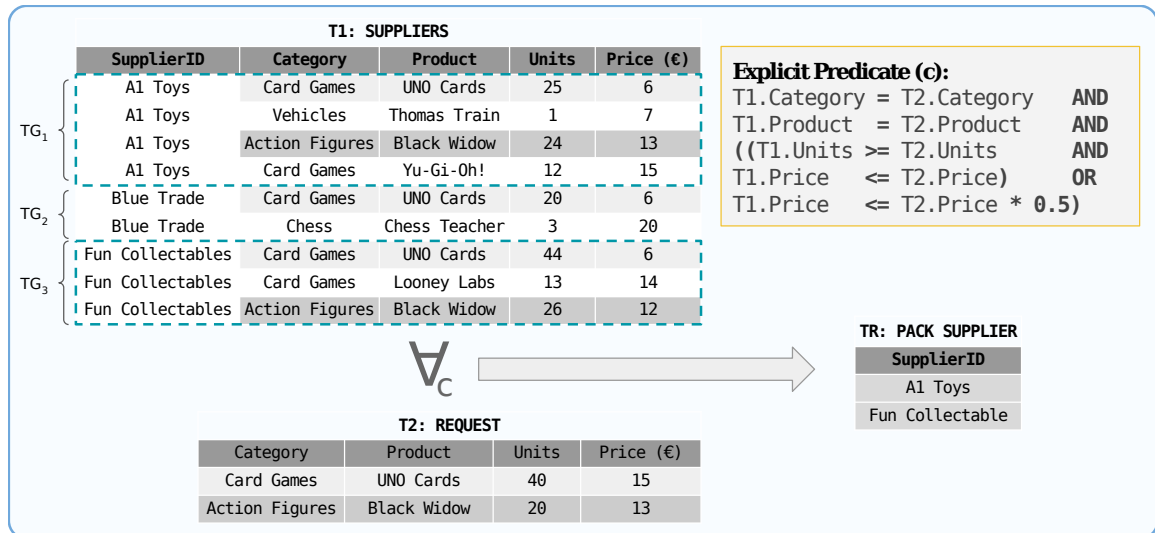 T1: SUPPLIERS
SupplierID Category Product Units Price (€)
TG1
A1 Toys Card Games UNO Cards 25 6
A1 Toys Vehicles Thomas Train 1 7
A1 Toys Action Figures Black Widow 24 13
A1 Toys Card Games Yu-Gi-Oh! 12 15
TG2
Blue Trade Card Games UNO Cards 20 6
Blue Trade Chess Chess Teacher 3 20
TG3
Fun Collectables Card Games UNO Cards 44 6
Fun Collectables Card Games Looney Labs 13 14
Fun Collectables Action Figures Black Widow 26 12
Explicit Predicate (c):
T1.Category = T2.Category AND
T1.Product = T2.Product AND
((T1.Units >= T2.Units AND
T1.Price <= T2.Price) OR
T1.Price <= T2.Price * 0.5)
∀C
TR: PACK SUPPLIER
SupplierID
A1 Toys
Fun Collectable
T2: REQUEST
Category Product Units Price (€)
Card Games UNO Cards 40 15
Action Figures Black Widow 20 13